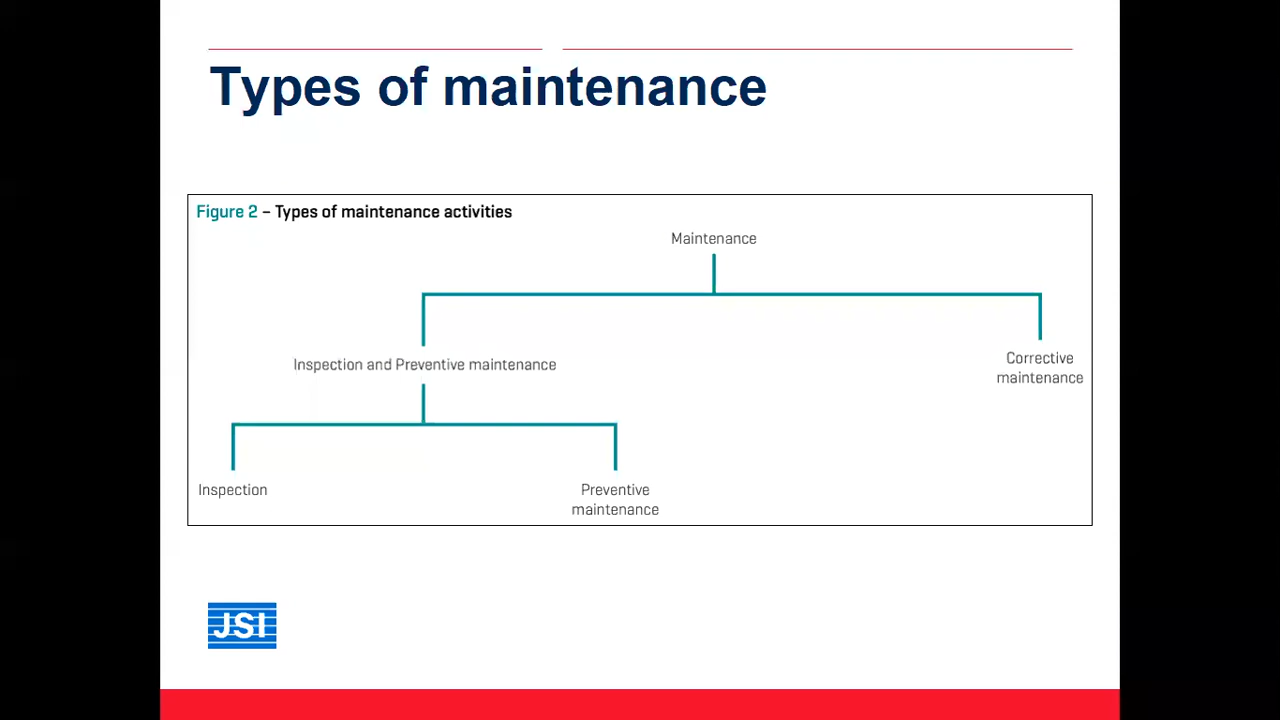 Types of maintenance
Figure 2 – Types of maintenance activities
Maintenance
Inspection and Preventive maintenance
Corrective
maintenance
Inspection
Preventive
maintenance
JSI